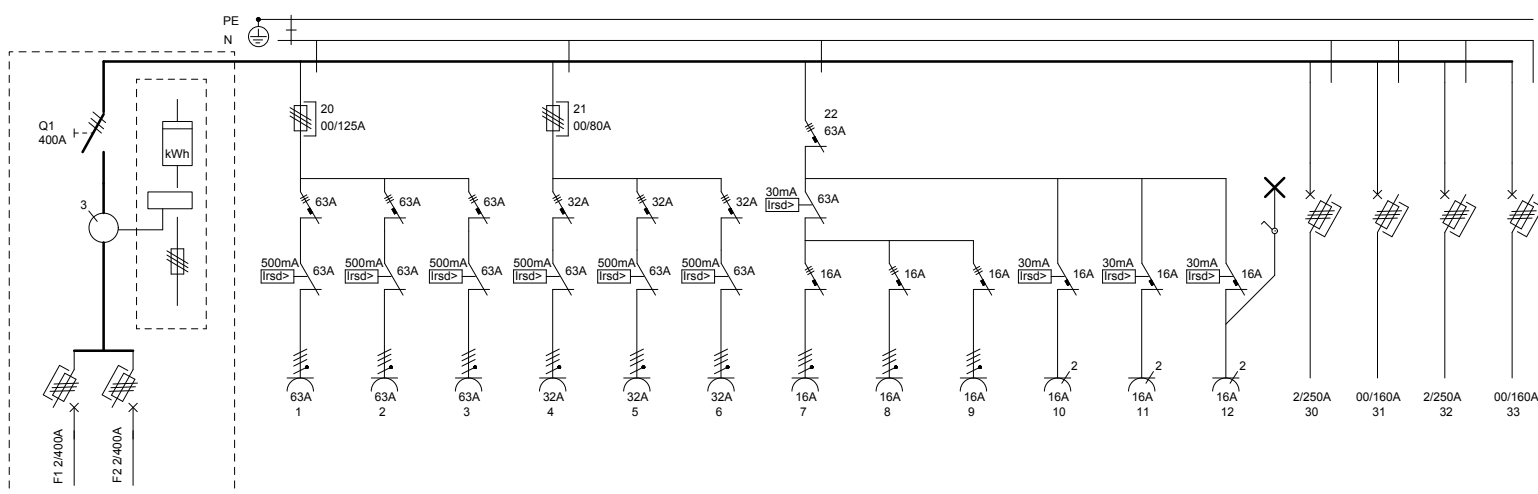 PE
N
Q1
400A
kWh
3
F1 2/400A
F2 2/400A
20
00/125A
21
00/80A
22
63A
63A
63A
63A
32A
32A
32A
30mA
Irsd>
63A
500mA
Irsd>
63A
500mA
Irsd>
63A
500mA
Irsd>
63A
500mA
Irsd>
63A
500mA
Irsd>
63A
500mA
Irsd>
63A
16A
16A
16A
30mA
Irsd>
16A
30mA
Irsd>
16A
30mA
Irsd>
16A
2
2
2
63A
1
63A
2
63A
3
32A
4
32A
5
32A
6
16A
7
16A
8
16A
9
16A
10
16A
11
16A
12
2/250A
30
00/160A
31
2/250A
32
00/160A
33